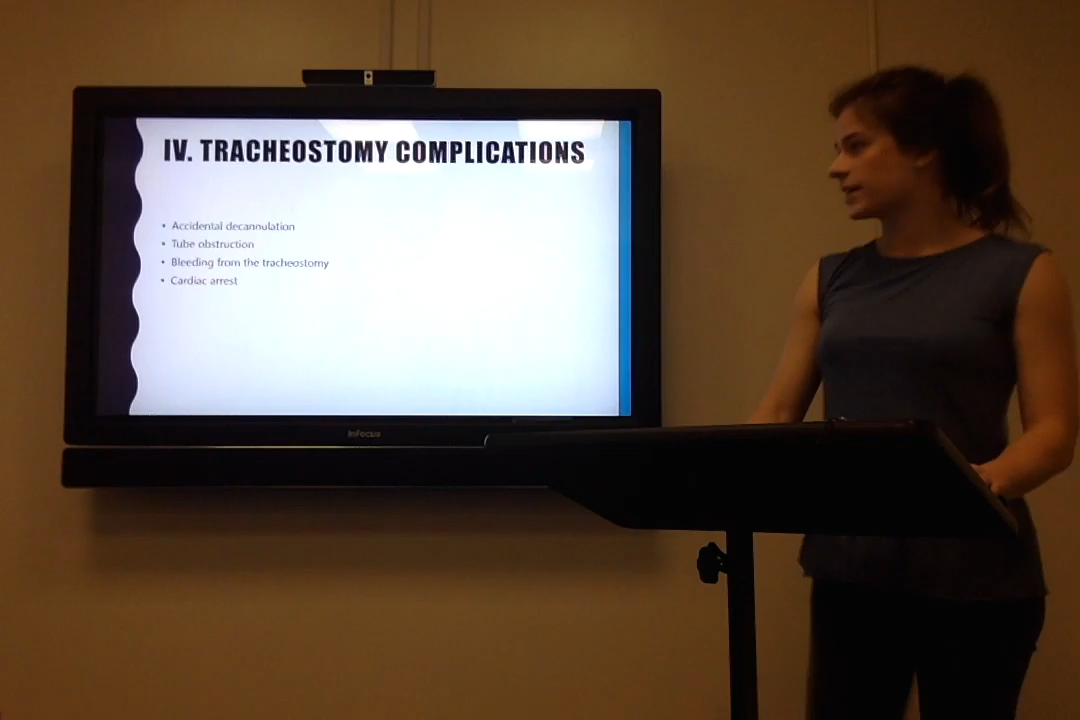 IV. TRACHEOSTOMY COMPLICATIONS
• Accidental decannulation
• Tube obstruction
• Bleeding from the tracheostomy
• Cardiac arrest
InFocus